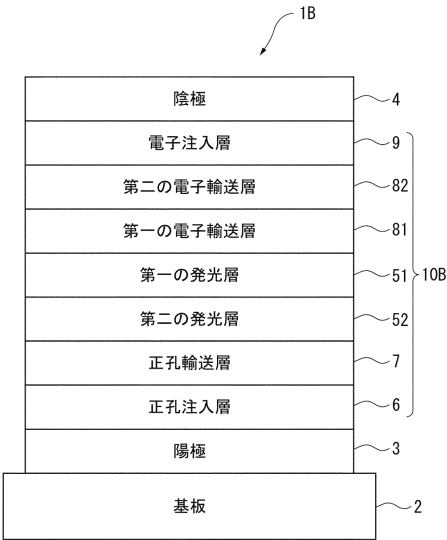 1B
陰極 4
電子注入層 9
第二の電子輸送層 82
第一の電子輸送層 81
第一の発光層 51
10B
第二の発光層 52
正孔輸送層 7
正孔注入層 6
陽極 3
基板 2